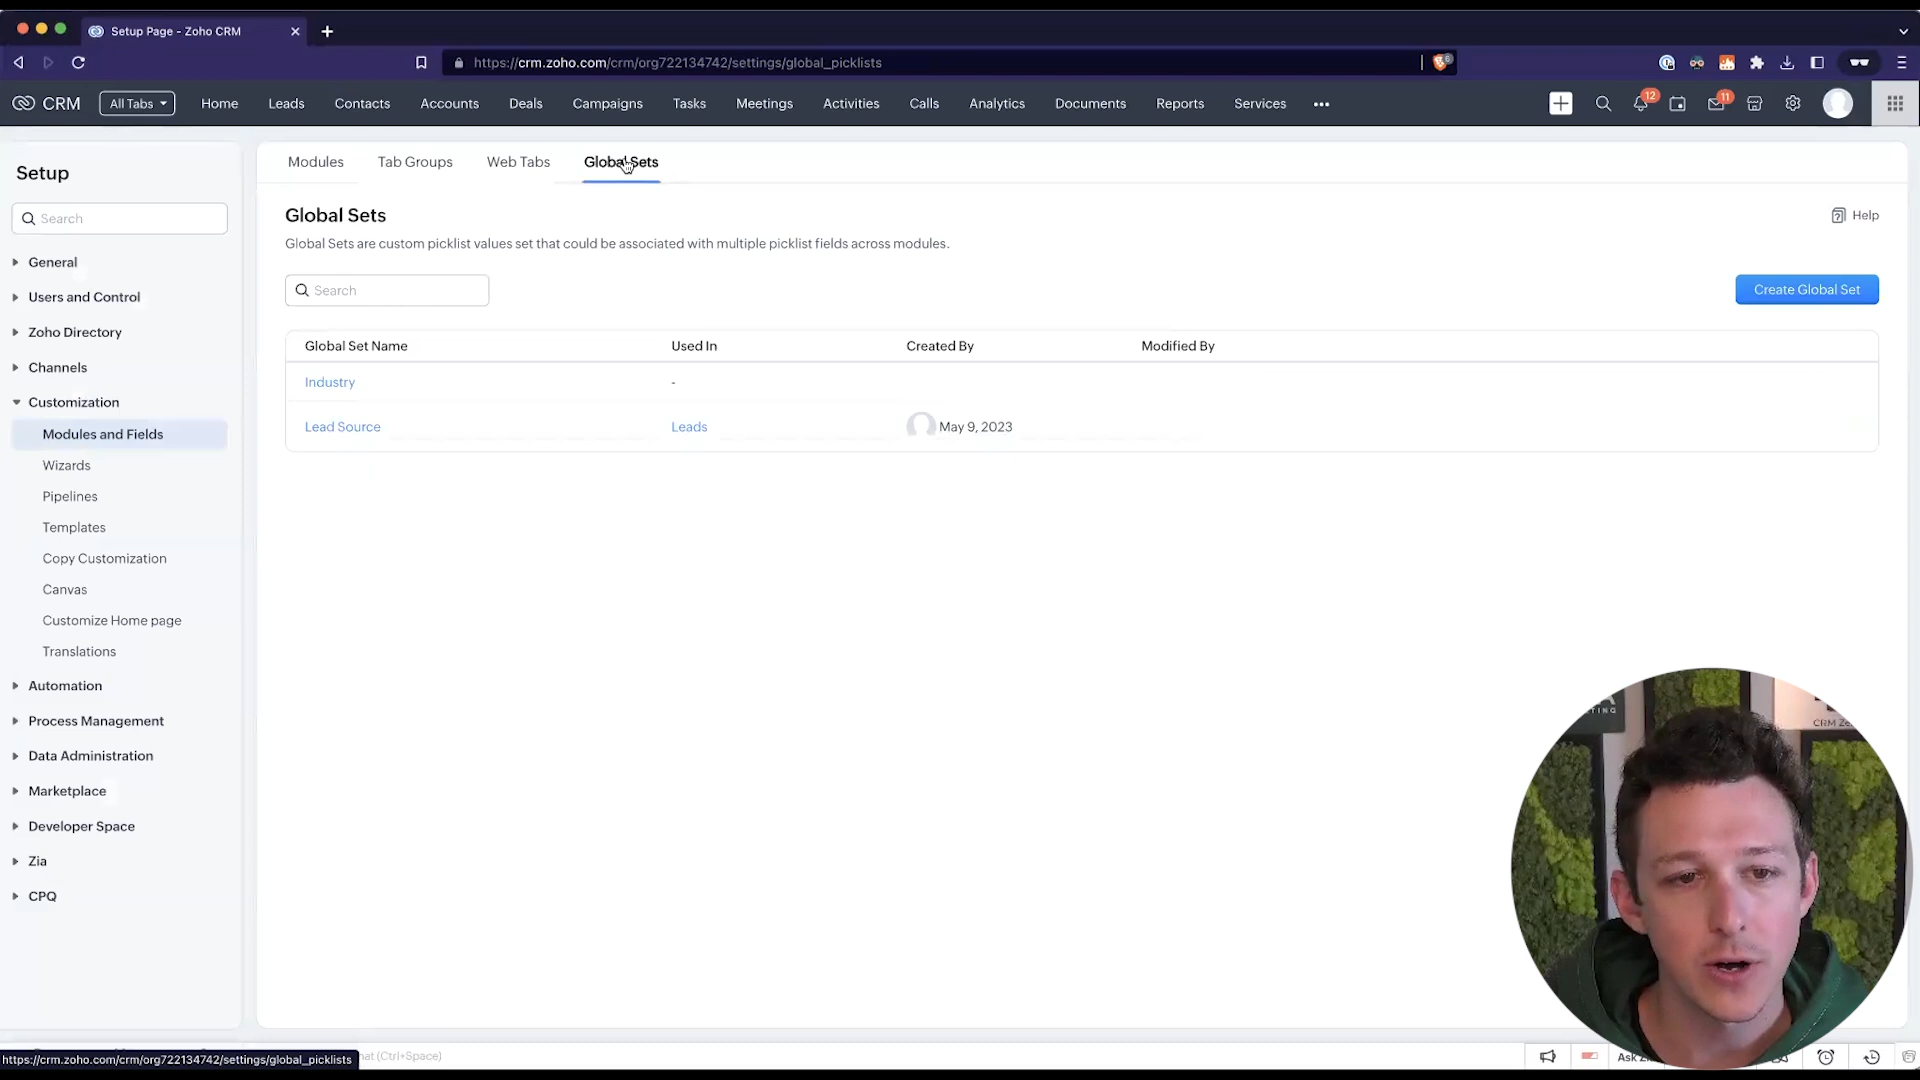 Setup Page - Zoho CRM
https://crm.zoho.com/crm/org722134742/settings/global_picklists
6
CRM
All Tabs
Home
Leads
Contacts
Accounts
Deals
Campaigns
Tasks
Meetings
Activities
Calls
Analytics
Documents
Reports
Services
12
11
Setup
Search
General
Users and Control
Zoho Directory
Channels
Customization
Modules and Fields
Wizards
Pipelines
Templates
Copy Customization
Canvas
Customize Home page
Translations
Automation
Process Management
Data Administration
Marketplace
Developer Space
Zia
CPQ
Modules
Tab Groups
Web Tabs
Global Sets
Global Sets
Help
Global Sets are custom picklist values set that could be associated with multiple picklist fields across modules.
Search
Create Global Set
Global Set Name Used In Created By Modified By
Industry -
Lead Source Leads May 9, 2023
https://crm.zoho.com/crm/org722134742/settings/global_picklists
(Ctrl+Space)
Ask